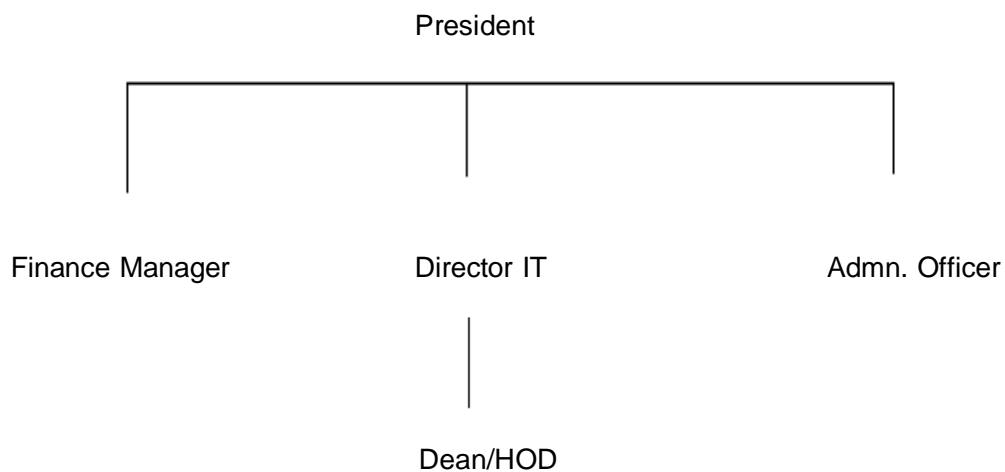 President
Finance Manager
Director IT
Admn. Officer
Dean/HOD